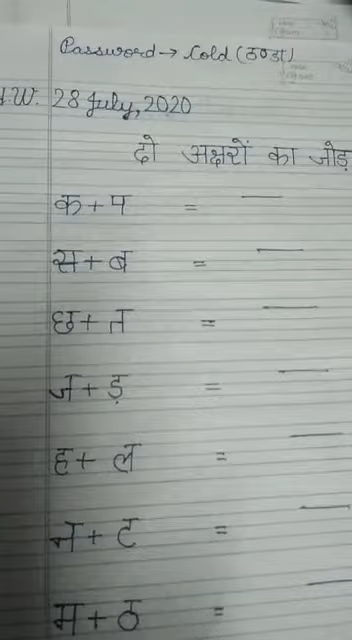 Password → Cold (ठण्डा)
H.W. 28 July, 2020
दो अक्षरों का जोड़
क + प =
स + ब =
छ + त =
ज + ड़ =
ह + ल =
न + ट =
म + ठ =